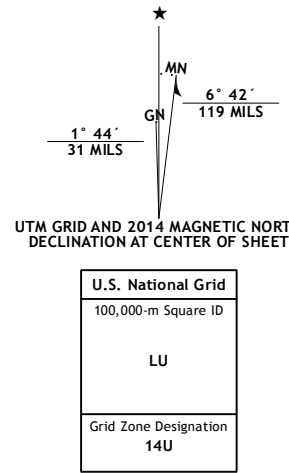 ★
MN
GN
6° 42´
119 MILS
1° 44´
31 MILS
UTM GRID AND 2014 MAGNETIC NORT
DECLINATION AT CENTER OF SHEET
U.S. National Grid
100,000-m Square ID
LU
Grid Zone Designation
14U